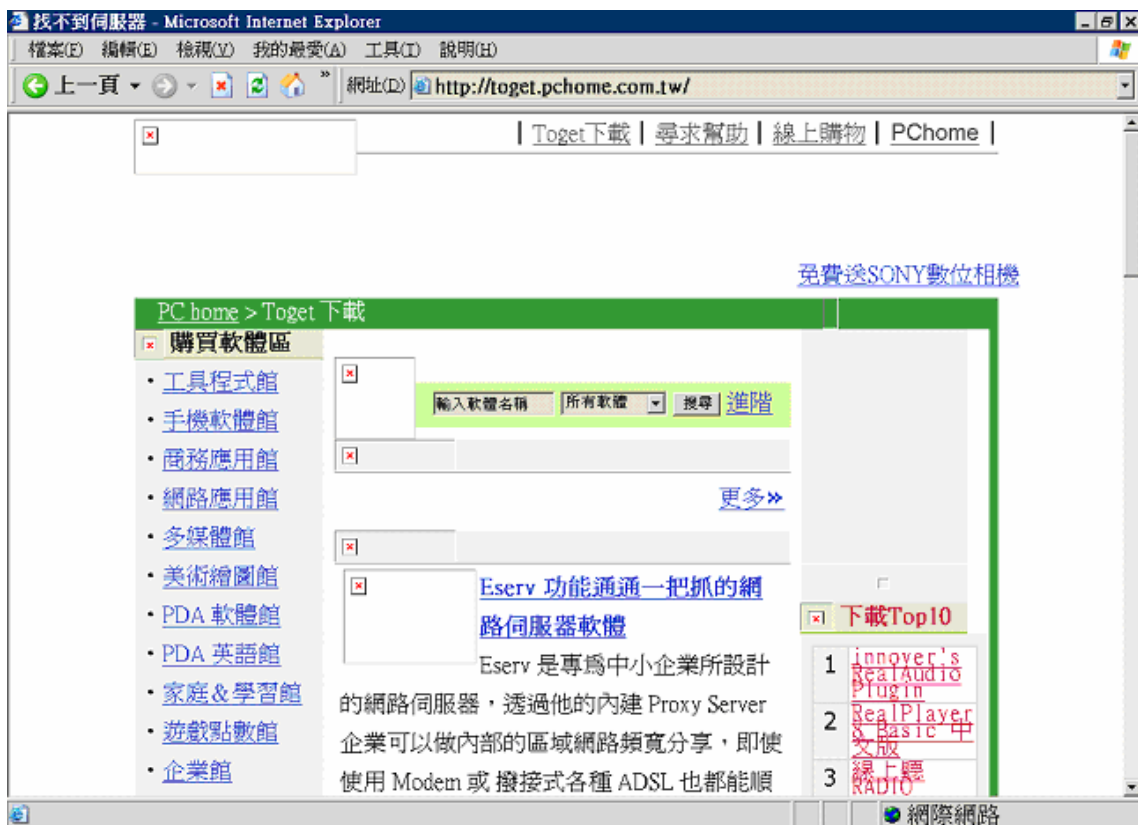 找不到伺服器 - Microsoft Internet Explorer
檔案(F) 編輯(E) 檢視(V) 我的最愛(A) 工具(T) 說明(H)
上一頁 » 網址(D) http://toget.pchome.com.tw/
| Toget下載 | 尋求幫助 | 線上購物 | PChome |
免費送SONY數位相機
PC home > Toget 下載
購買軟體區
・工具程式館
・手機軟體館
・商務應用館
・網路應用館
・多媒體館
・美術繪圖館
・PDA 軟體館
・PDA 英語館
・家庭&學習館
・遊戲點數館
・企業館
輸入軟體名稱 所有軟體 搜尋 進階
更多»
Eserv 功能通通一把抓的網
路伺服器軟體
Eserv 是專為中小企業所設計
的網路伺服器,透過他的內建 Proxy Server
企業可以做內部的區域網路頻寬分享,即使
使用 Modem 或 撥接式各種 ADSL 也都能順
下載Top10
1 innover's
RealAudio
Plugin
2 RealPlayer
8 Basic 中
文版
3 線上聽
RADIO
網際網路